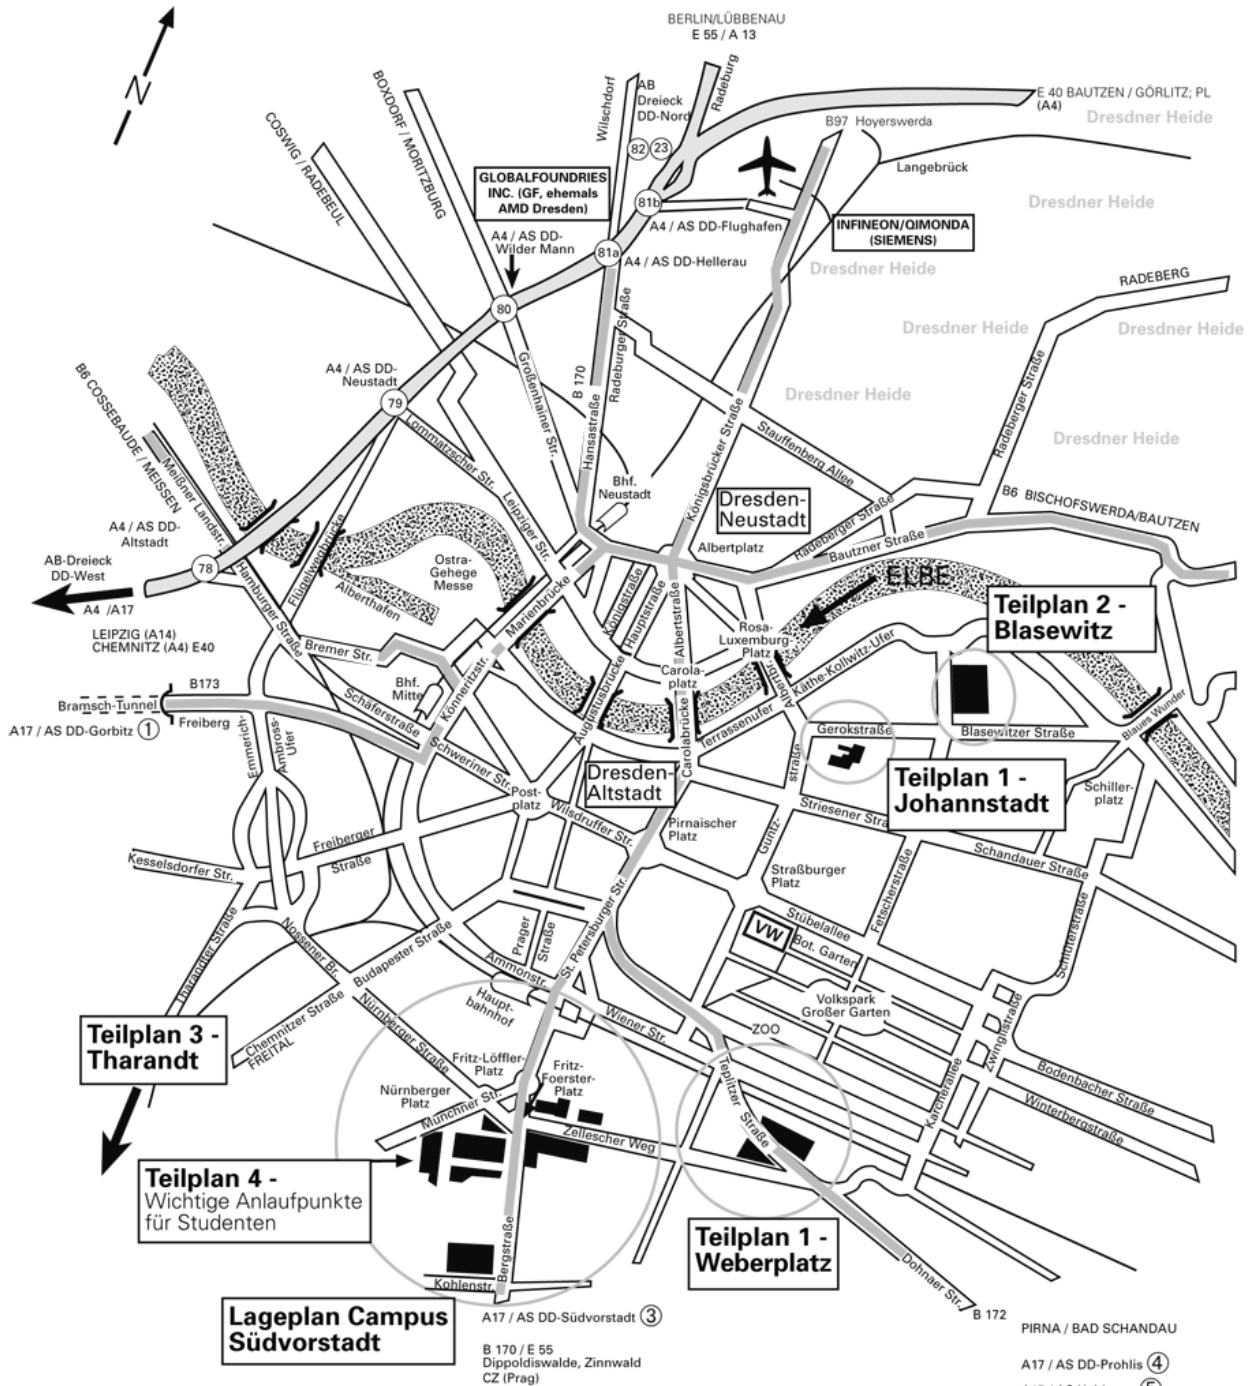 BERLIN/LÜBBENAU
E 55 / A 13
N
Radeburg
Wilschdorf
AB
Dreieck
DD-Nord
82
23
E 40 BAUTZEN / GÖRLITZ; PL
(A4)
Dresdner Heide
B97 Hoyerswerda
Langebrück
BOXDORF / MORITZBURG
COSWIG / RADEBEUL
GLOBALFOUNDRIES
INC. (GF, ehemals
AMD Dresden)
81b
A4 / AS DD-Flughafen
INFINEON/QIMONDA
(SIEMENS)
Dresdner Heide
A4 / AS DD-
Wilder Mann
81a
A4 / AS DD-Hellerau
Dresdner Heide
RADEBERG
80
Dresdner Heide
Dresdner Heide
Radeburger Straße
Großenhainer Str.
B 170
Hansastraße
A4 / AS DD-
Neustadt
79
Dresdner Heide
Radeberger Straße
Dresdner Heide
B6 COSSEBAUDE / MEISSEN
Meißner Landstr.
Lommatzscher Str.
Leipziger Str.
Königsbrücker Straße
Stauffenberg Allee
Bhf.
Neustadt
Dresden-
Neustadt
B6 BISCHOFSWERDA/BAUTZEN
Radeberger Straße
Bautzner Straße
Albertplatz
A4 / AS DD-
Altstadt
78
AB-Dreieck
DD-West
A4 /A17
LEIPZIG (A14)
CHEMNITZ (A4) E40
Hamburger Straße
Flügelwegbrücke
Alberthafen
Ostra-
Gehege
Messe
Marienbrücke
Königstraße
Hauptstraße
Albertstraße
ELBE
Teilplan 2 -
Blasewitz
Rosa-
Luxemburg-
Platz
Carola-
platz
Käthe-Kollwitz-Ufer
Bremer Str.
B173
Bramsch-Tunnel
Freiberg
A17 / AS DD-Gorbitz 1
Bhf.
Mitte
Könneritzstr.
Schäferstraße
Schweriner Str.
Augustusbrücke
Carolabrücke
Terrassenufer
Gerokstraße
Blasewitzer Straße
Blaues Wunder
Emmerich-
Ambross-
Ufer
straße
Dresden-
Altstadt
Teilplan 1 -
Johannstadt
Schiller-
platz
Post-
platz
Wilsdruffer Str.
Pirnaischer
Platz
Güntz-
Striesener Stra
Schandauer Straße
Freiberger
Straße
Kesselsdorfer Str.
Straßburger
Platz
Fetscherstraße
Schlüterstraße
St. Petersburger Str.
Stübelallee
VW
Bot. Garten
Tharandter Straße
Nossener Br.
Budapester Straße
Prager
Straße
Ammonstr.
Haupt-
bahnhof
Wiener Str.
Volkspark
Großer Garten
ZOO
Zwinglistraße
Karcherallee
Bodenbacher Straße
Winterbergstraße
Teilplan 3 -
Tharandt
Chemnitzer Straße
FREITAL
Nürnberger Straße
Fritz-Löffler-
Platz
Fritz-
Foerster-
Platz
Nürnberger
Platz
Münchner Str.
Zellescher Weg
Teplitzer Straße
Teilplan 4 -
Wichtige Anlaufpunkte
für Studenten
Teilplan 1 -
Weberplatz
Bergstraße
Kohlenstr.
Dohnaer Str.
B 172
Lageplan Campus
Südvorstadt
A17 / AS DD-Südvorstadt 3
B 170 / E 55
Dippoldiswalde, Zinnwald
CZ (Prag)
PIRNA / BAD SCHANDAU
A17 / AS DD-Prohlis 4